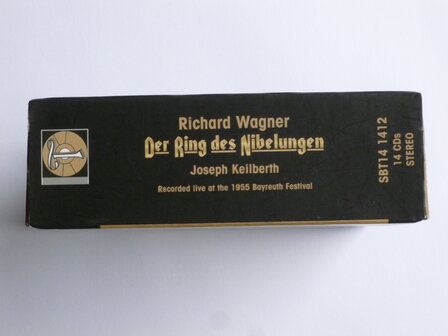 Richard Wagner
Der Ring des Nibelungen
Joseph Keilberth
Recorded live at the 1955 Bayreuth Festival
SBT14 1412
14 CDs
STEREO